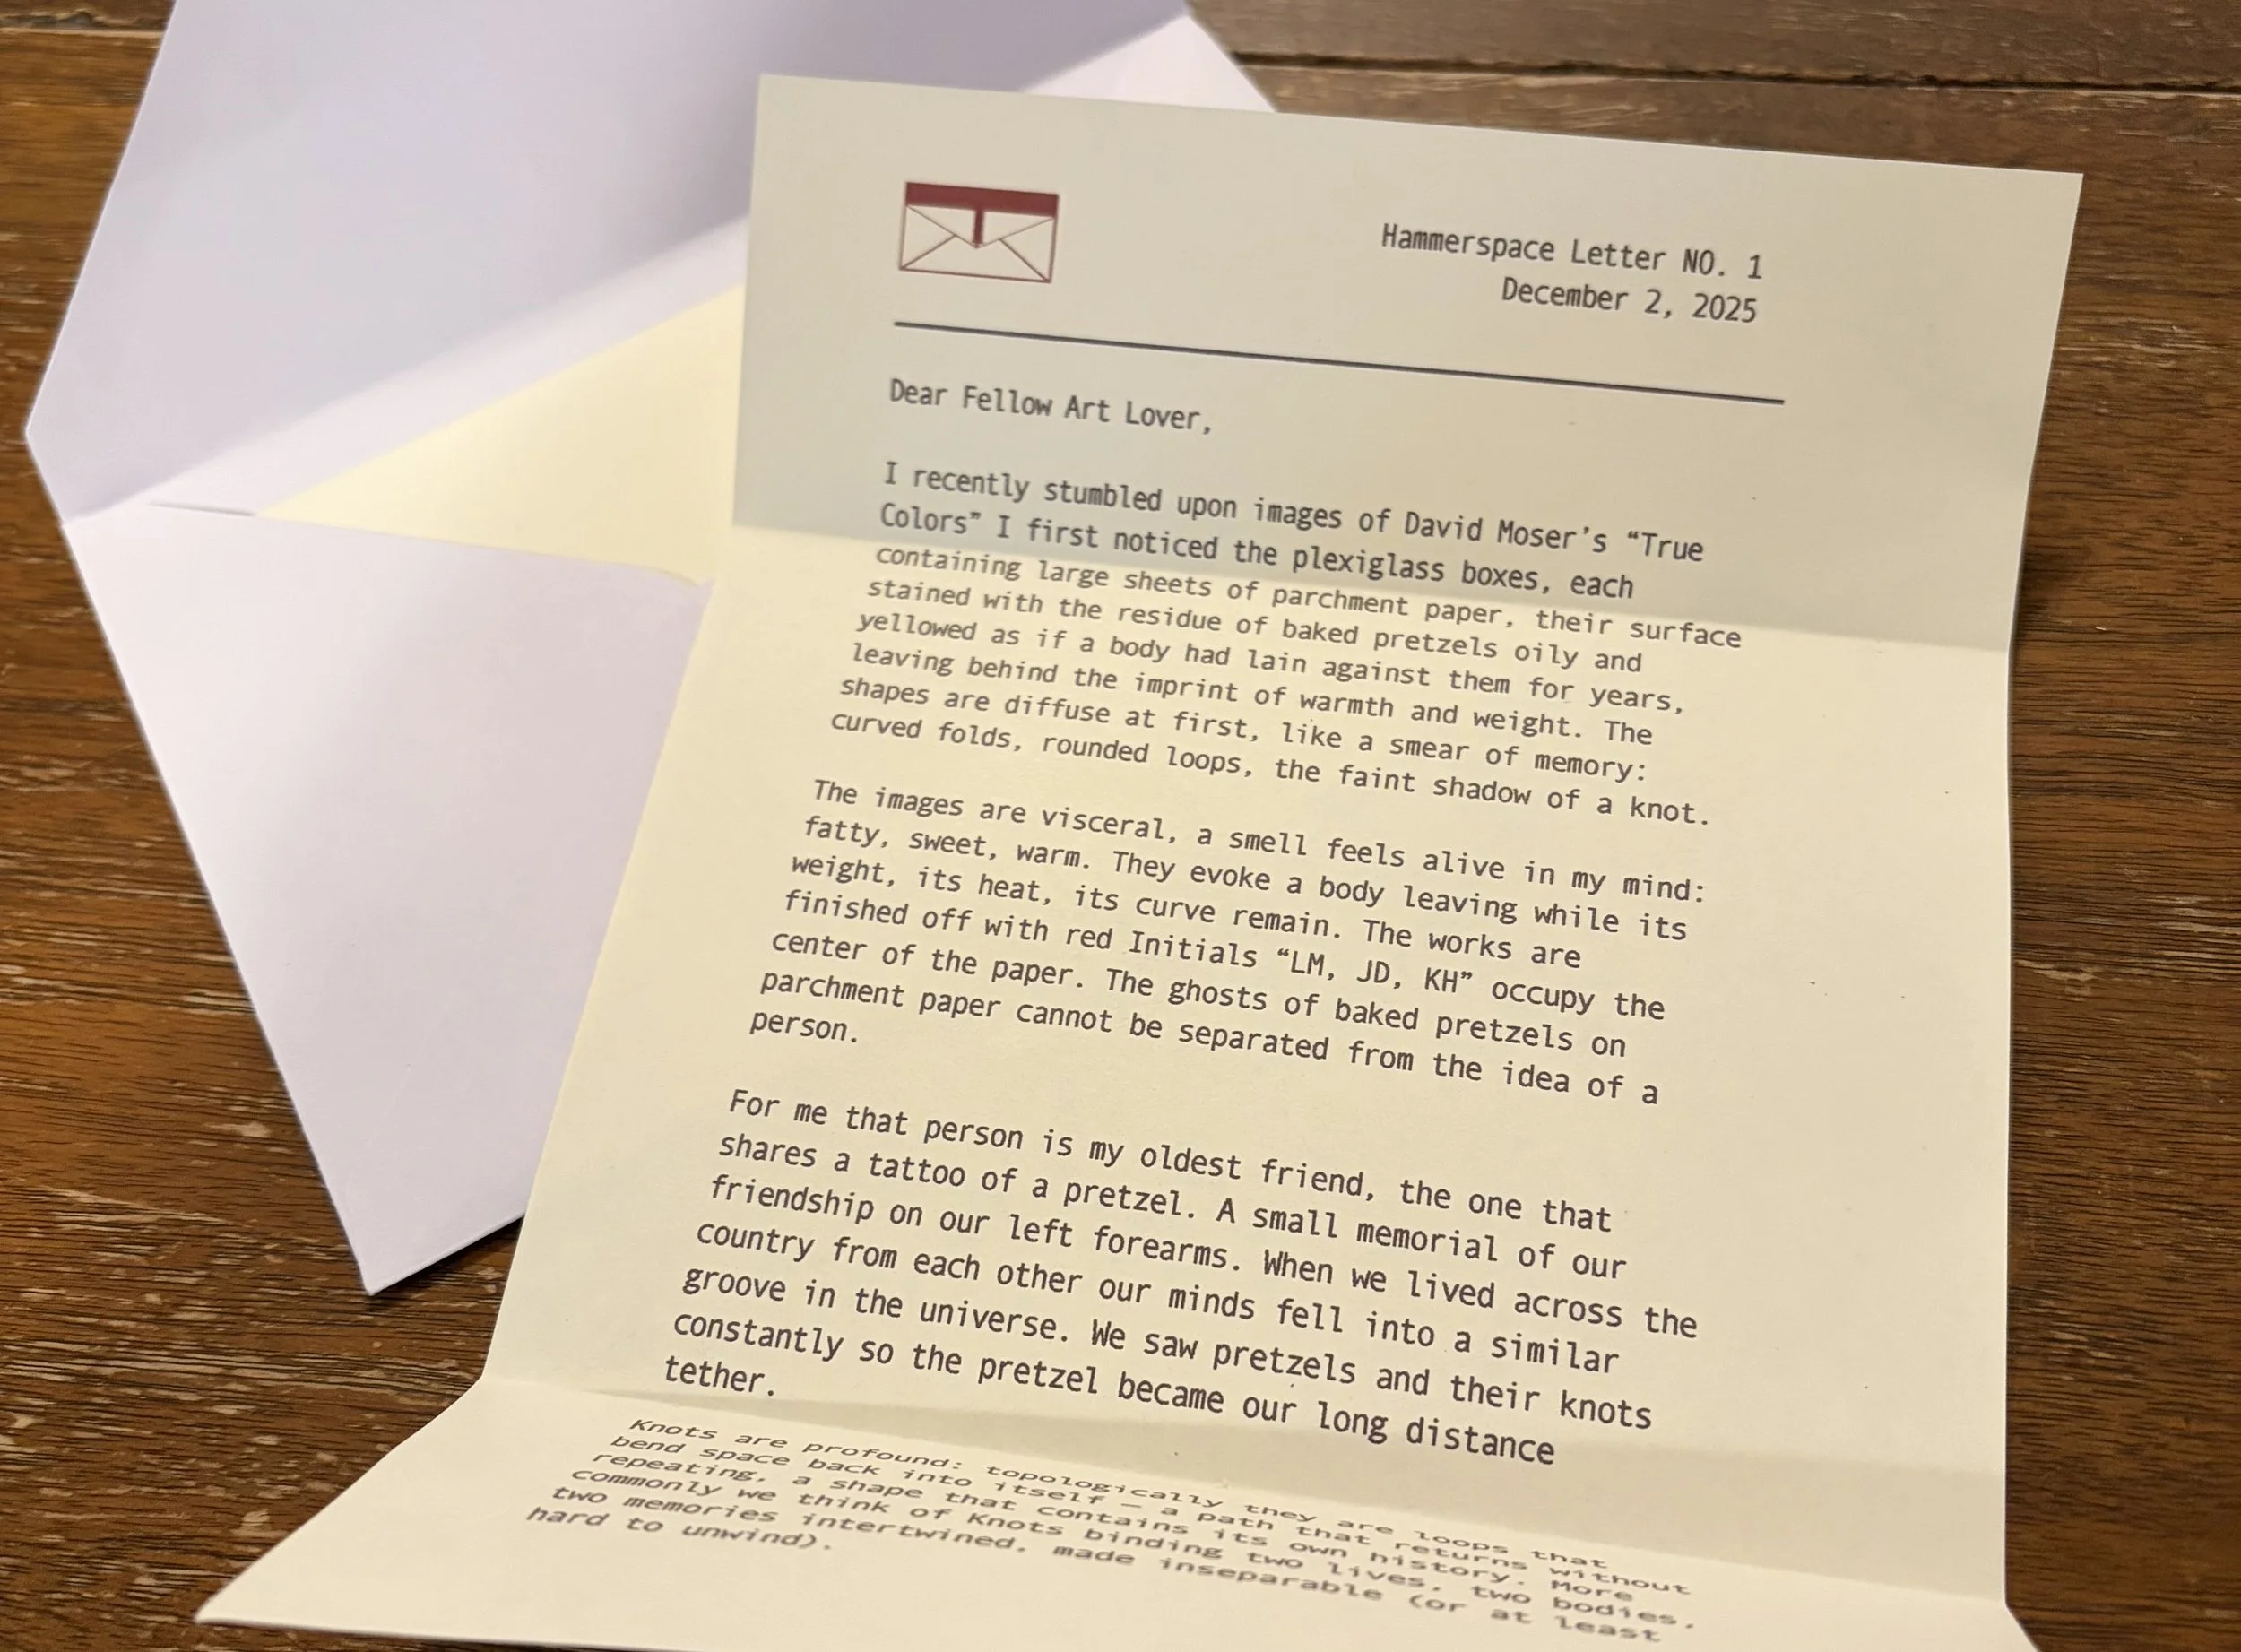 Hammerspace Letter NO. 1
December 2, 2025
Dear Fellow Art Lover,
I recently stumbled upon images of David Moser’s “True
Colors” I first noticed the plexiglass boxes, each
containing large sheets of parchment paper, their surface
stained with the residue of baked pretzels oily and
yellowed as if a body had lain against them for years,
leaving behind the imprint of warmth and weight. The
shapes are diffuse at first, like a smear of memory:
curved folds, rounded loops, the faint shadow of a knot.
The images are visceral, a smell feels alive in my mind:
fatty, sweet, warm. They evoke a body leaving while its
weight, its heat, its curve remain. The works are
finished off with red Initials “LM, JD, KH” occupy the
center of the paper. The ghosts of baked pretzels on
parchment paper cannot be separated from the idea of a
person.
For me that person is my oldest friend, the one that
shares a tattoo of a pretzel. A small memorial of our
friendship on our left forearms. When we lived across the
country from each other our minds fell into a similar
groove in the universe. We saw pretzels and their knots
constantly so the pretzel became our long distance
tether.
Knots are profound: topologically they are loops that
bend space back into itself — a path that returns without
repeating, a shape that contains its own history. More
commonly we think of Knots binding two lives, two bodies,
two memories intertwined, made inseparable (or at least
hard to unwind).